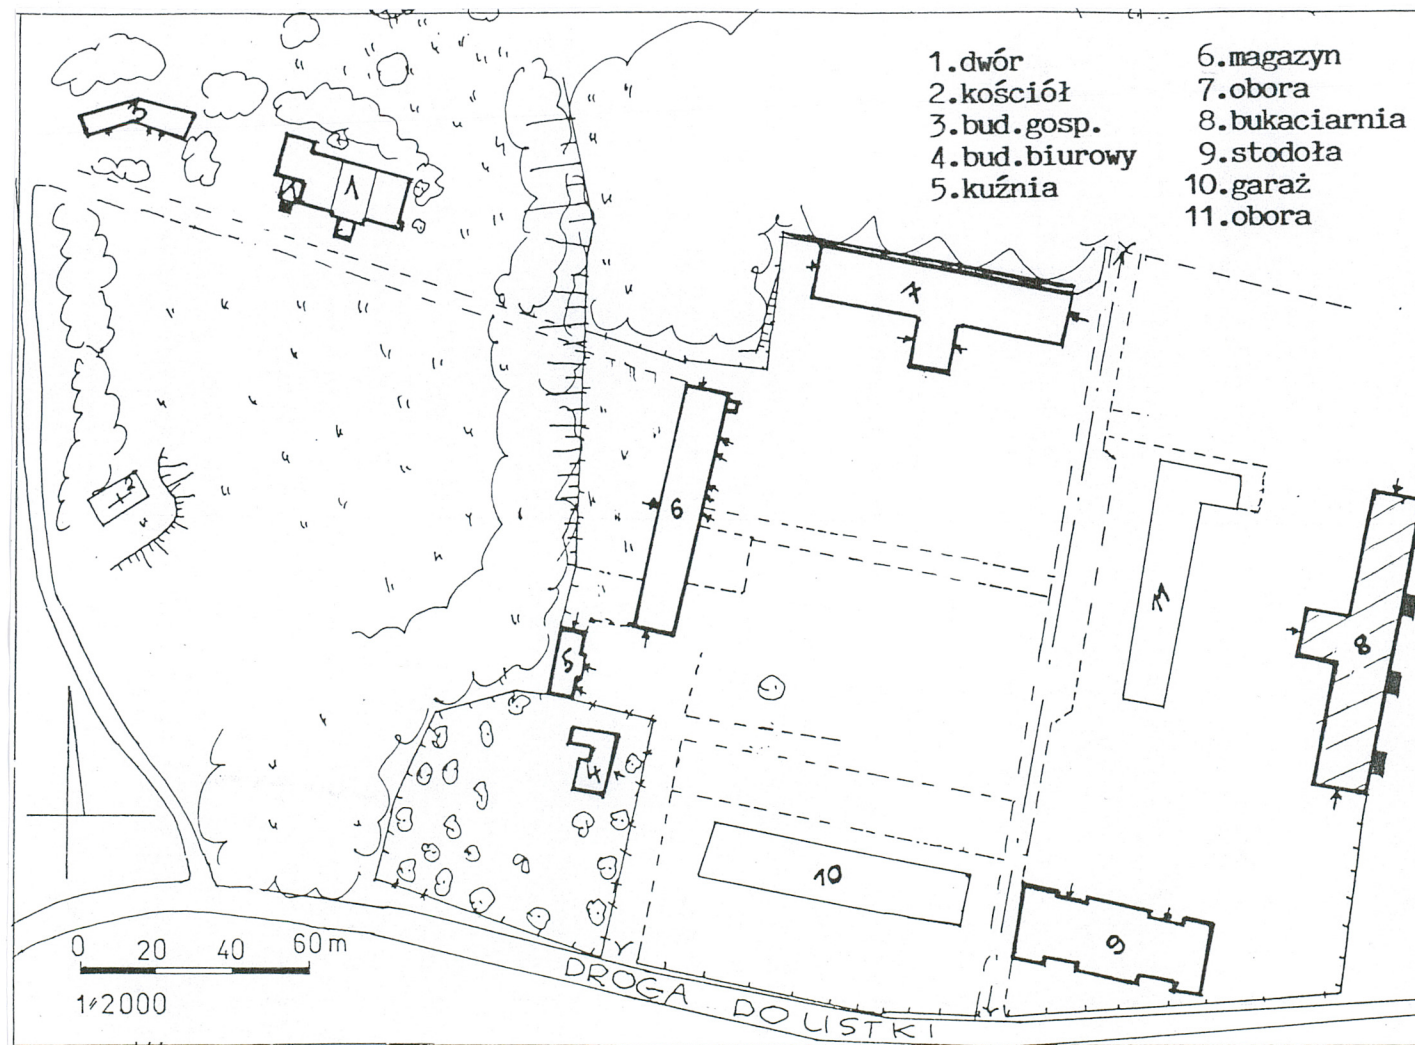 1.dwór
2.kościół
3.bud.gosp.
4.bud.biurowy
5.kuźnia
6.magazyn
7.obora
8.bukaciarnia
9.stodoła
10.garaż
11.obora
3
1
7
2
6
11
8
5
4
10
9
0 20 40 60 m
1:2000
DROGA DO LISTKI